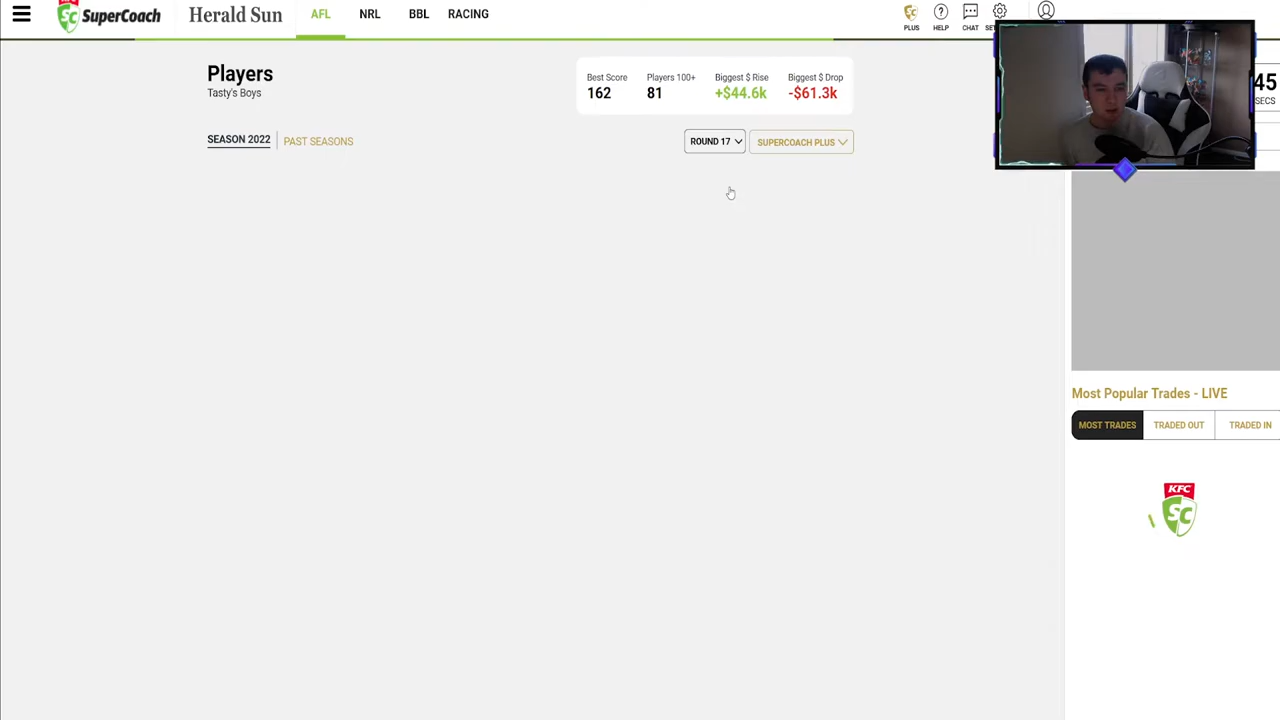 SC SuperCoach
Herald Sun
AFL NRL BBL RACING
PLUS HELP CHAT
Players
Tasty's Boys
Best Score Players 100+ Biggest $ Rise Biggest $ Drop
162 81 +$44.6k -$61.3k
45
SECS
SEASON 2022 PAST SEASONS
ROUND 17 SUPERCOACH PLUS
Most Popular Trades - LIVE
MOST TRADES TRADED OUT TRADED IN
KFC
SC